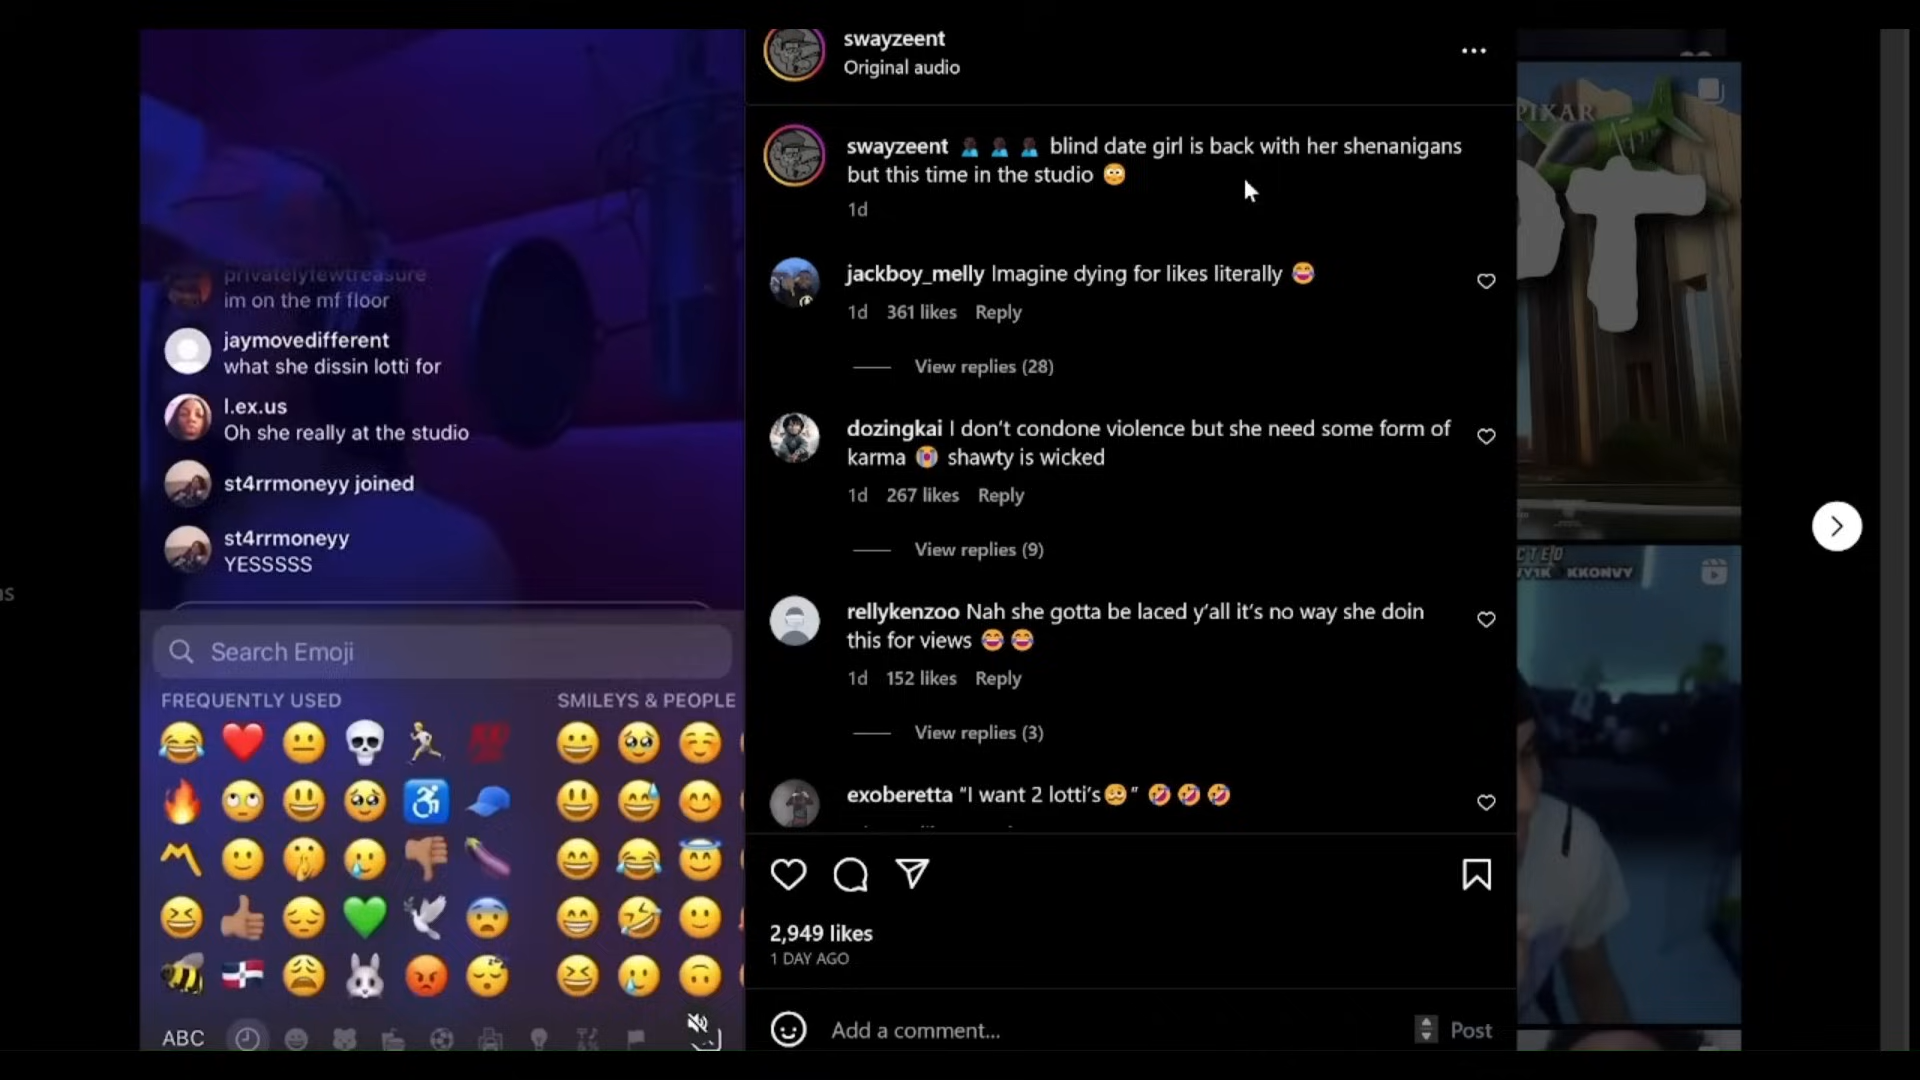 privatelyfewtreasure
im on the mf floor
jaymovedifferent
what she dissin lotti for
l.ex.us
Oh she really at the studio
st4rrmoneyy joined
st4rrmoneyy
YESSSSS
Search Emoji
FREQUENTLY USED
SMILEYS & PEOPLE
ABC
swayzeent
Original audio
swayzeent blind date girl is back with her shenanigans
but this time in the studio
1d
jackboy_melly Imagine dying for likes literally
1d 361 likes Reply
View replies (28)
dozingkai I don't condone violence but she need some form of
karma shawty is wicked
1d 267 likes Reply
View replies (9)
rellykenzoo Nah she gotta be laced y'all it's no way she doin
this for views
1d 152 likes Reply
View replies (3)
exoberetta "I want 2 lotti's 🥴" 🤣🤣🤣
2,949 likes
1 DAY AGO
Add a comment...
Post
PIXAR
KKONVY